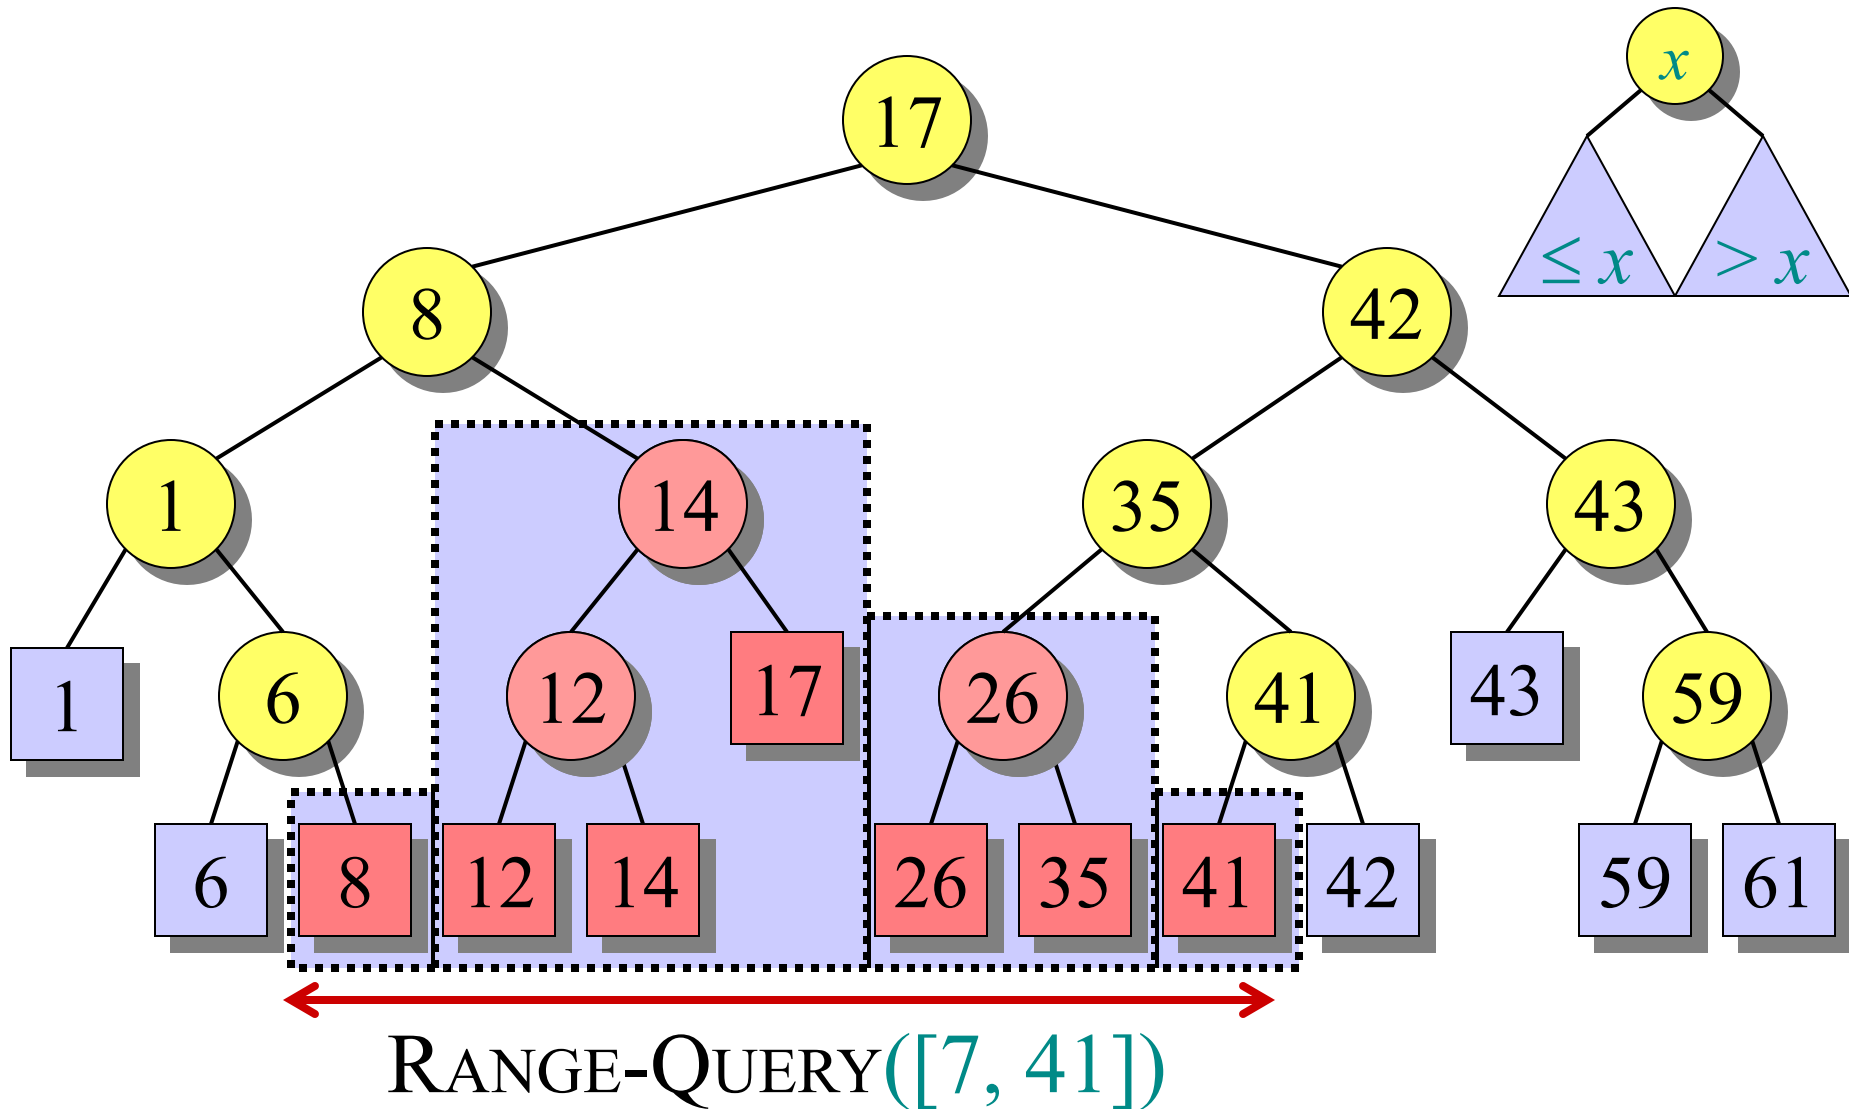 x
17
≤ x > x
8 42
1 14 35 43
1 6 12 17 26 41 43 59
6 8 12 14 26 35 41 42 59 61
RANGE-QUERY([7, 41])